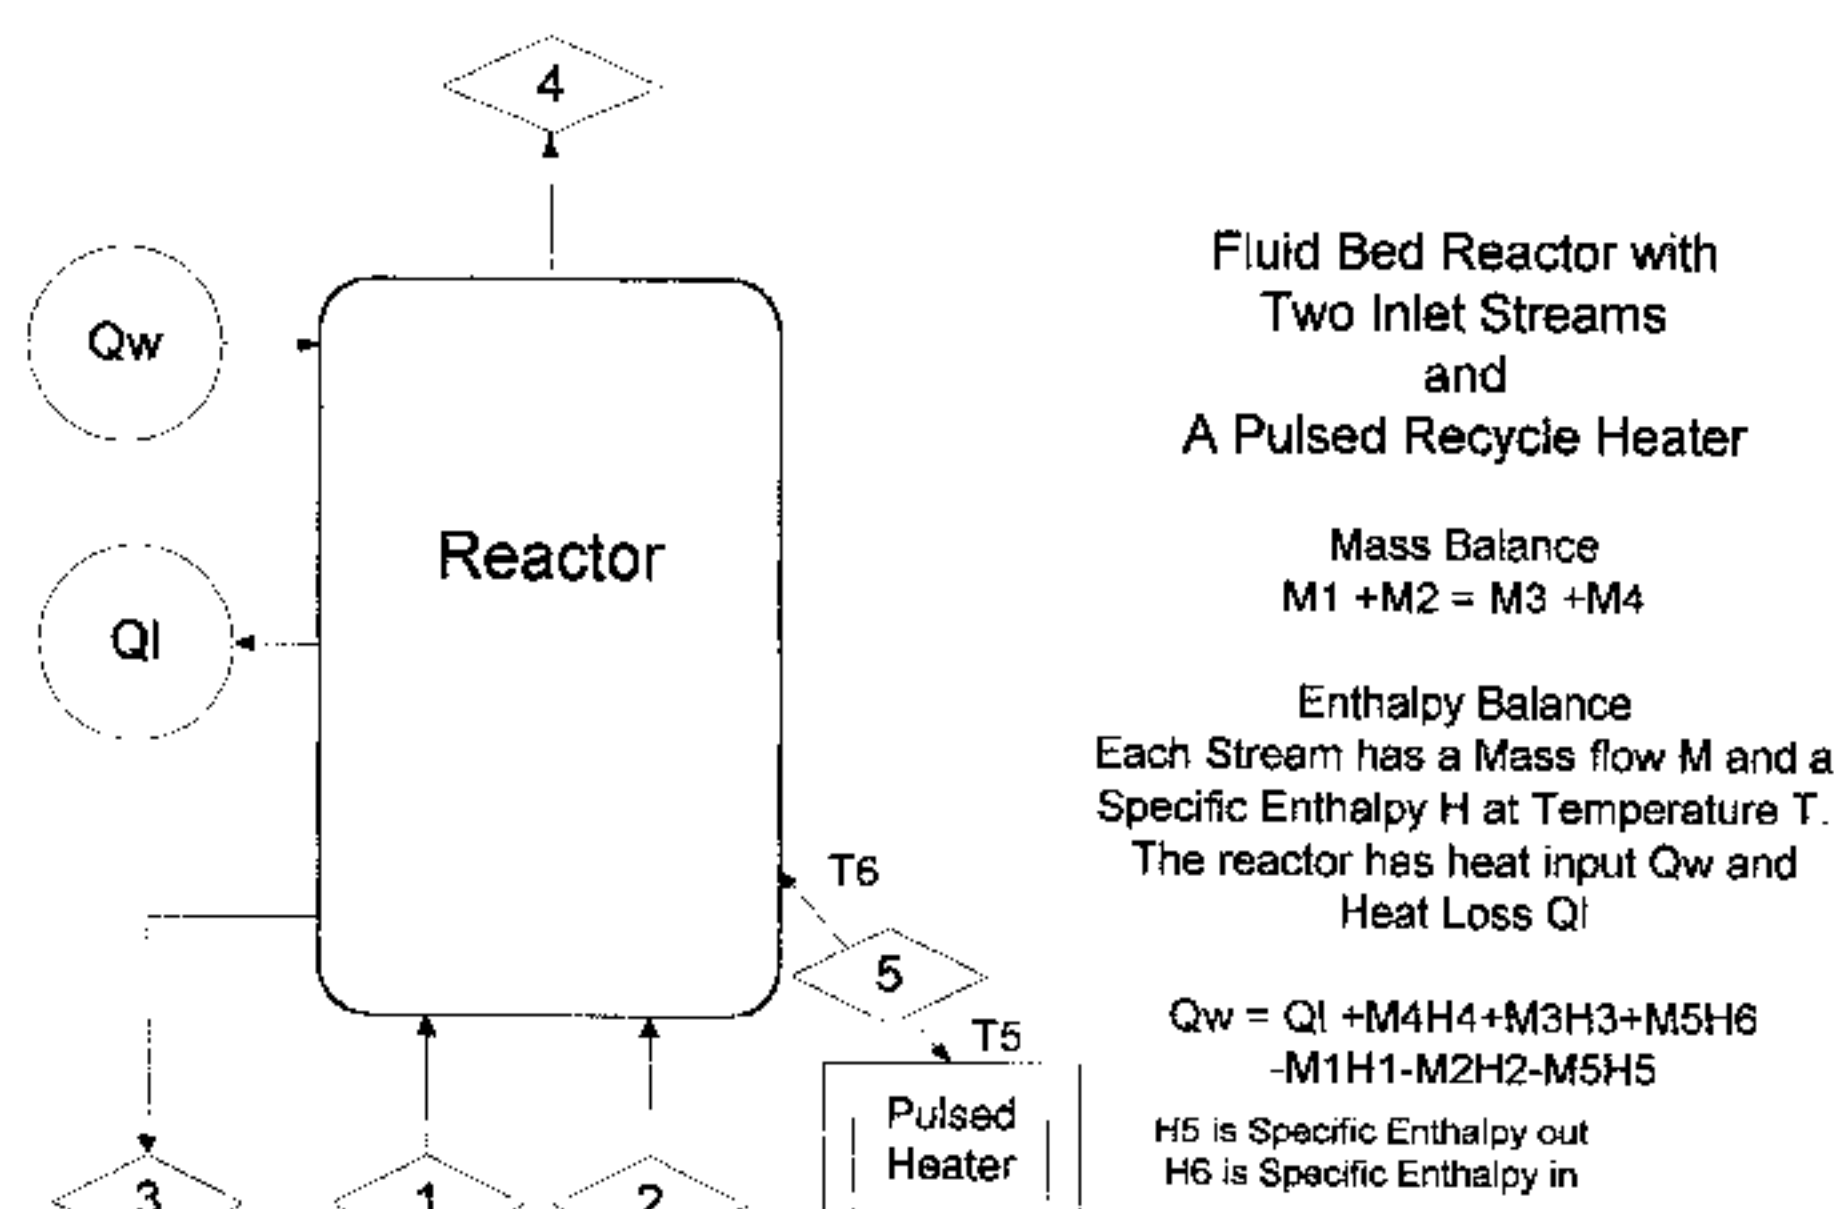 4
Qw
Ql
Reactor
T6
5
T5
Pulsed
Heater
3
1
2
Fluid Bed Reactor with
Two Inlet Streams
and
A Pulsed Recycle Heater
Mass Balance
M1 +M2 = M3 +M4
Enthalpy Balance
Each Stream has a Mass flow M and a
Specific Enthalpy H at Temperature T.
The reactor has heat input Qw and
Heat Loss Ql
Qw = Ql +M4H4+M3H3+M5H6
-M1H1-M2H2-M5H5
H5 is Specific Enthalpy out
H6 is Specific Enthalpy in